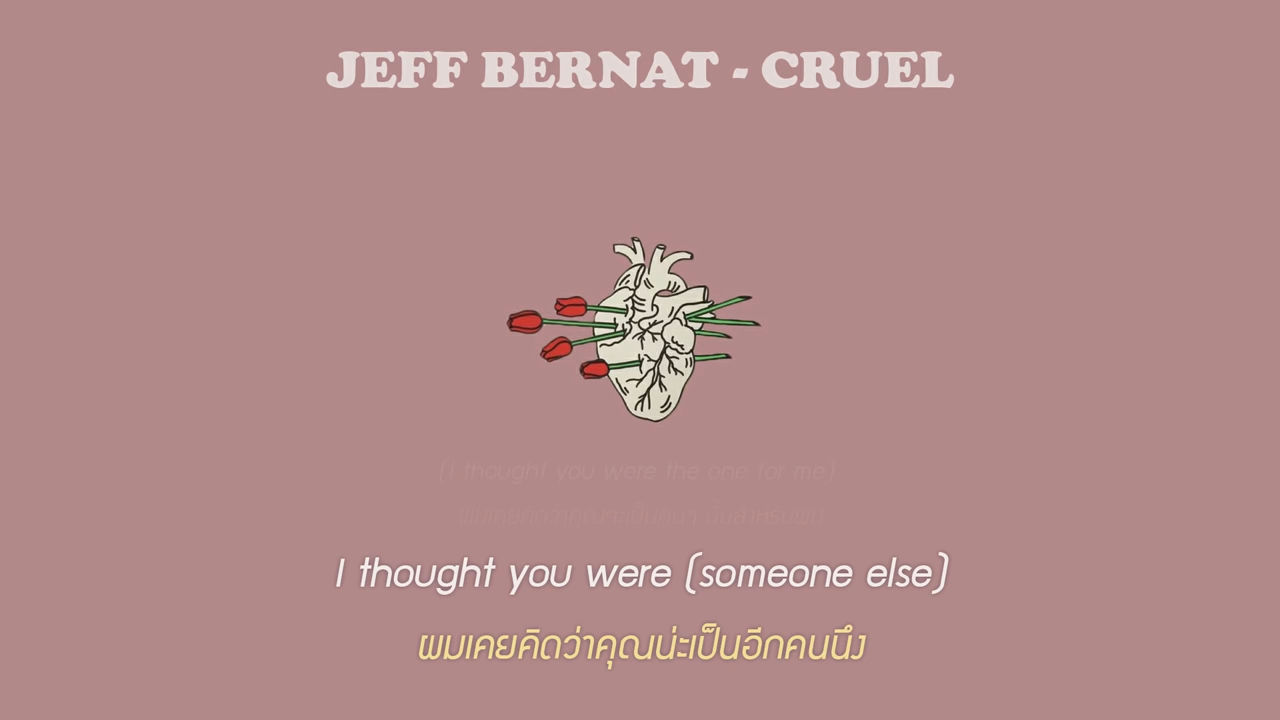 JEFF BERNAT - CRUEL
(I thought you were the one for me)
I thought you were (someone else)
ผมเคยคิดว่าคุณน่ะเป็นอีกคนนึง